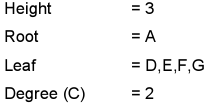 Height = 3
Root = A
Leaf = D,E,F,G
Degree (C) = 2